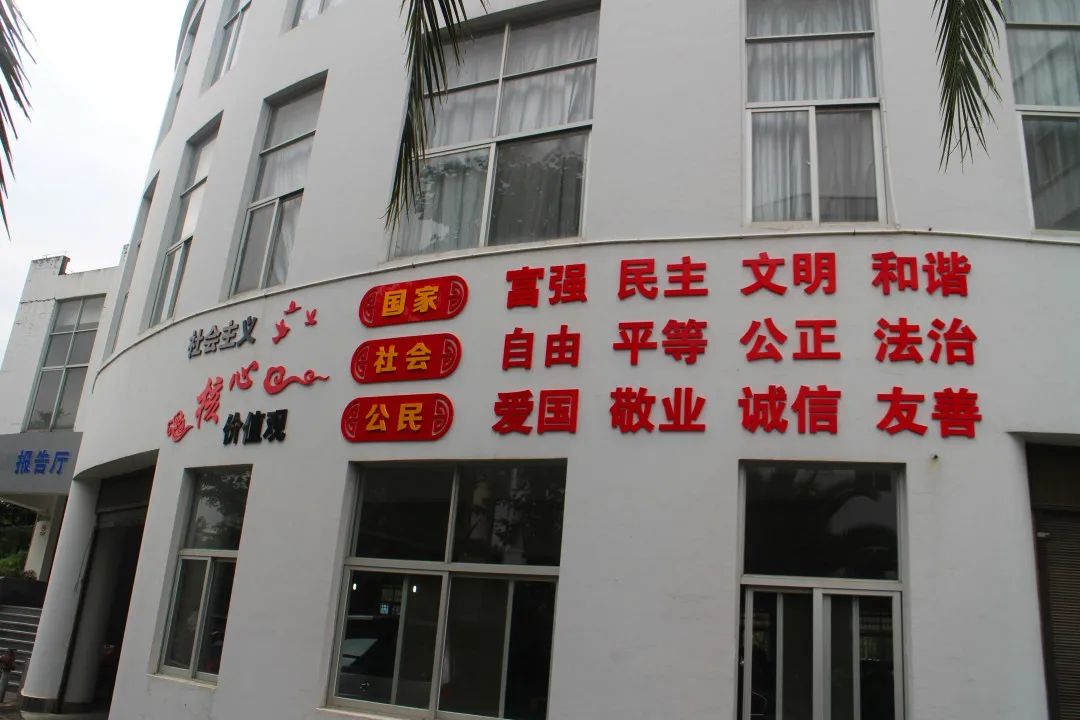 社会主义
核心
价值观
国家 富强 民主 文明 和谐
社会 自由 平等 公正 法治
公民 爱国 敬业 诚信 友善
报告厅